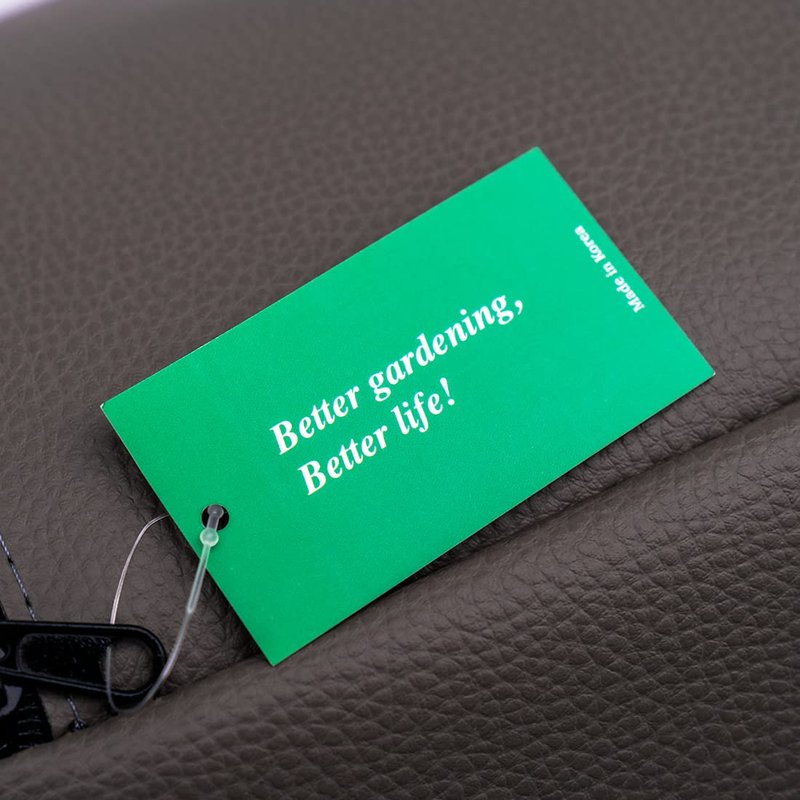 Better gardening,
Better life!
Made in Korea